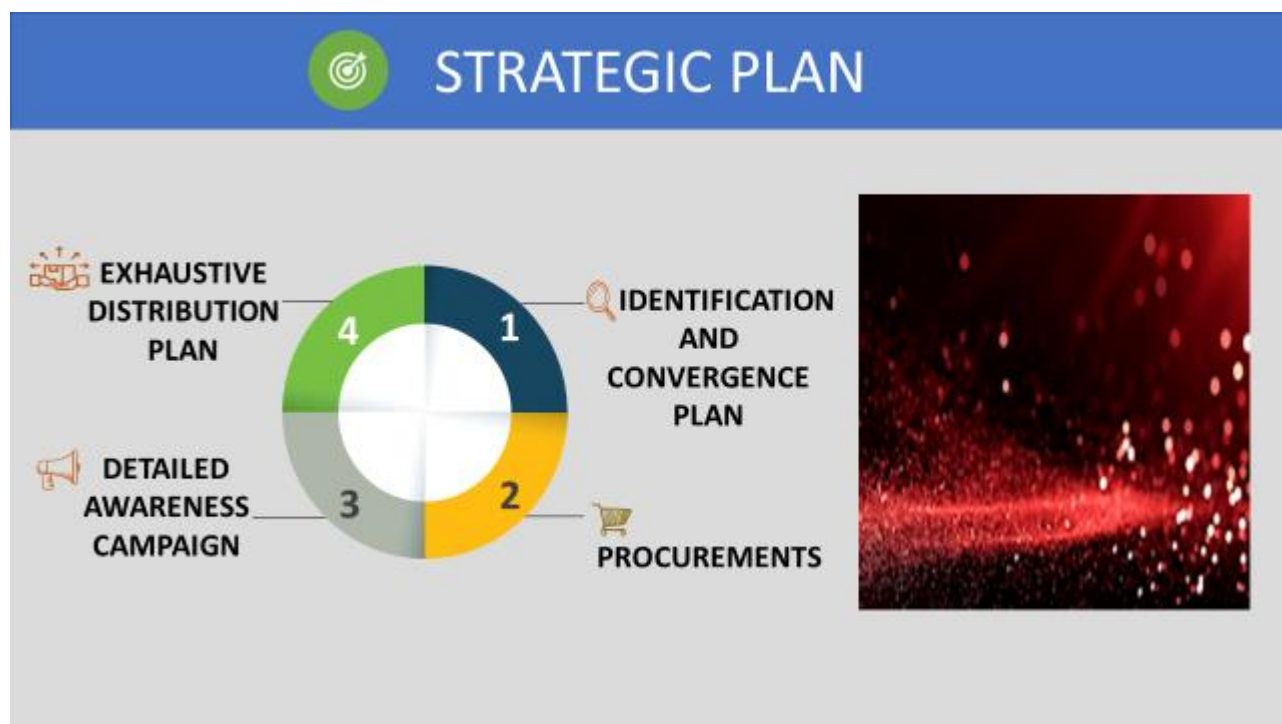 STRATEGIC PLAN
EXHAUSTIVE
DISTRIBUTION
PLAN
4
1
IDENTIFICATION
AND
CONVERGENCE
PLAN
DETAILED
AWARENESS
CAMPAIGN
3
2
PROCUREMENTS